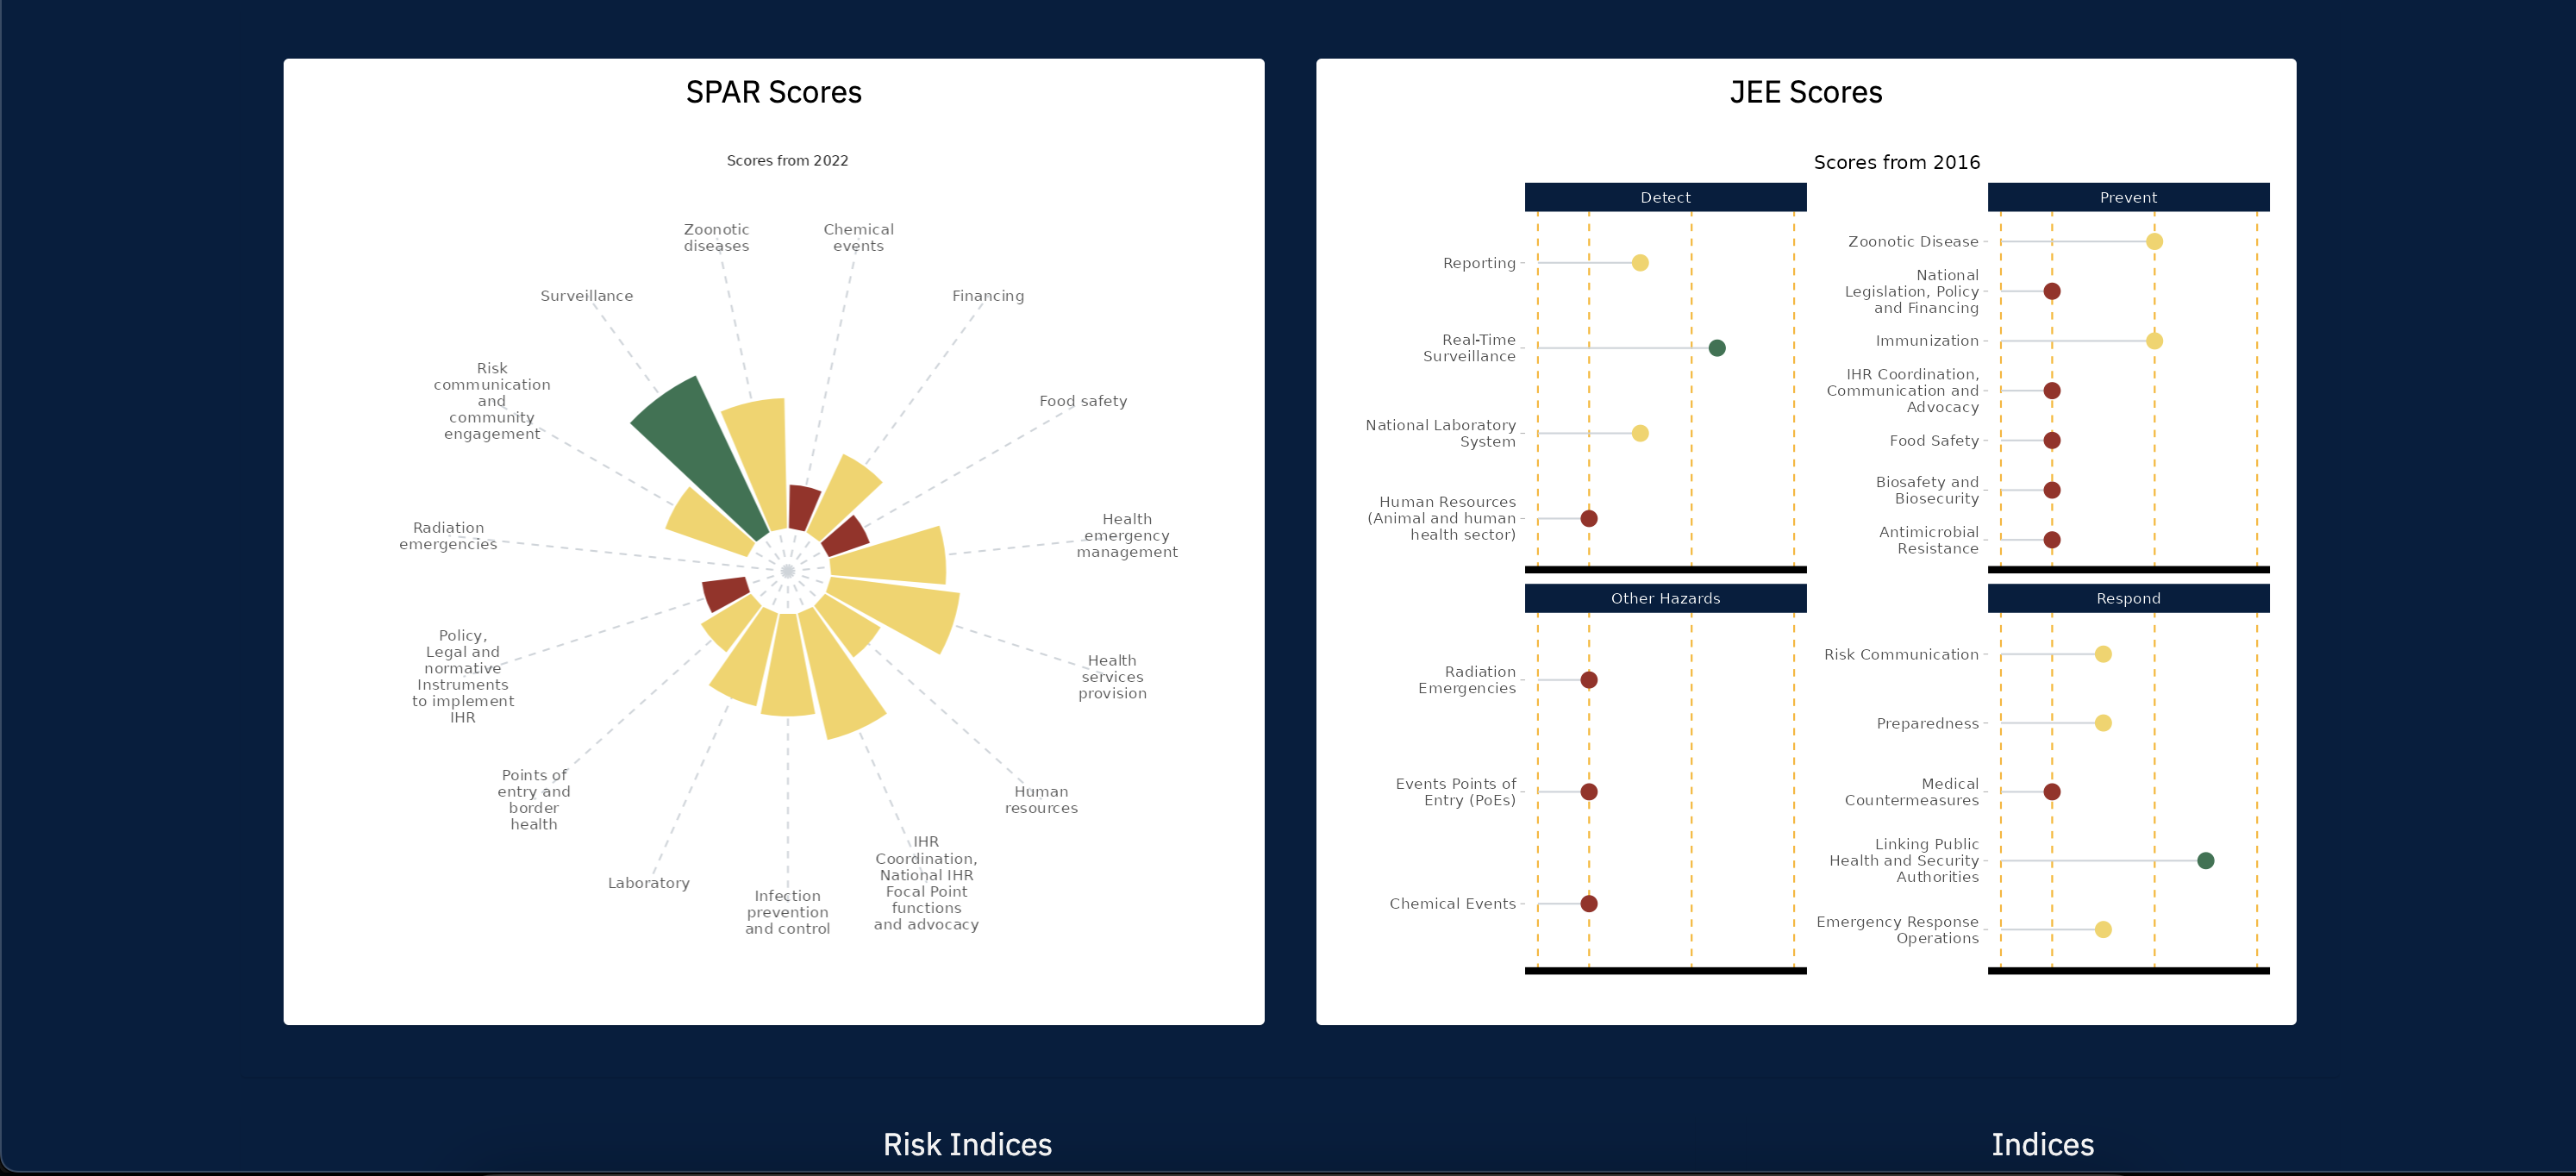 SPAR Scores
Scores from 2022
Zoonotic
diseases
Chemical
events
Surveillance
Financing
Risk
communication
and
community
engagement
Food safety
Radiation
emergencies
Health
emergency
management
Policy,
Legal and
normative
Instruments
to implement
IHR
Health
services
provision
Points of
entry and
border
health
Human
resources
Laboratory
Infection
prevention
and control
IHR
Coordination,
National IHR
Focal Point
functions
and advocacy
JEE Scores
Scores from 2016
Detect
Reporting
Real-Time
Surveillance
National Laboratory
System
Human Resources
(Animal and human
health sector)
Prevent
Zoonotic Disease
National
Legislation, Policy
and Financing
Immunization
IHR Coordination,
Communication and
Advocacy
Food Safety
Biosafety and
Biosecurity
Antimicrobial
Resistance
Other Hazards
Radiation
Emergencies
Events Points of
Entry (PoEs)
Chemical Events
Respond
Risk Communication
Preparedness
Medical
Countermeasures
Linking Public
Health and Security
Authorities
Emergency Response
Operations
Risk Indices
Indices